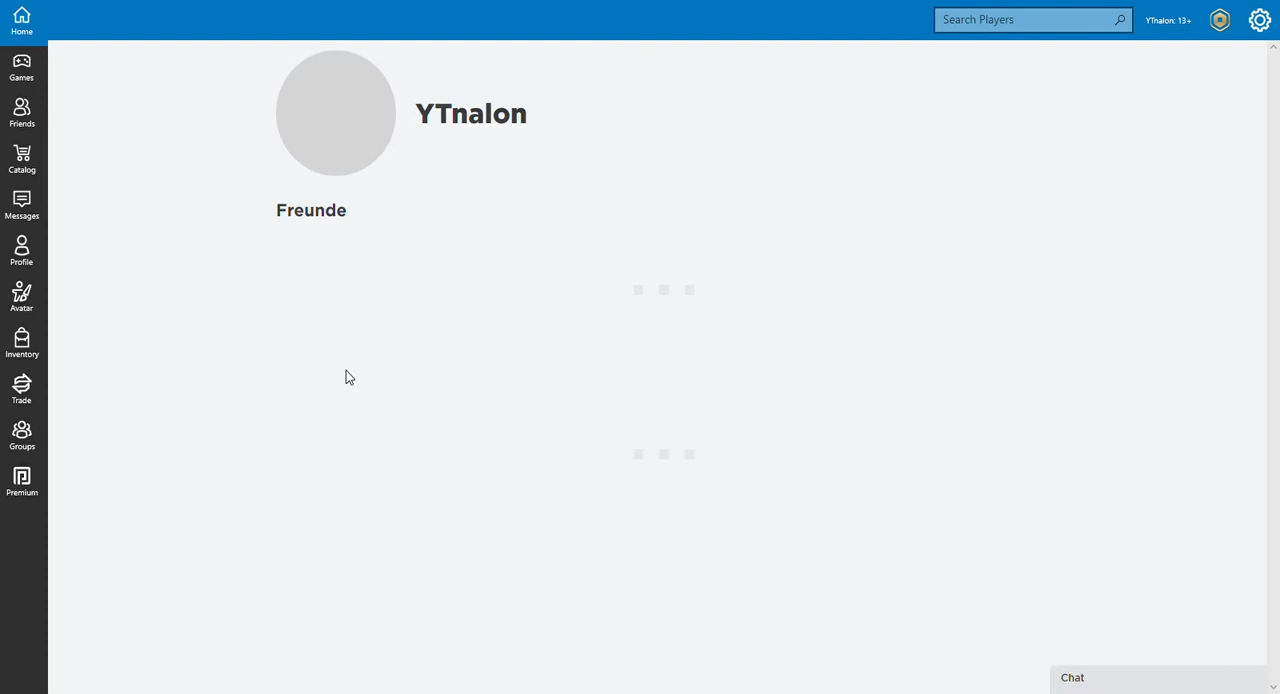 Home
Search Players
YTnalon: 13+
Games
Friends
Catalog
Messages
Profile
Avatar
Inventory
Trade
Groups
Premium
YTnalon
Freunde
Chat